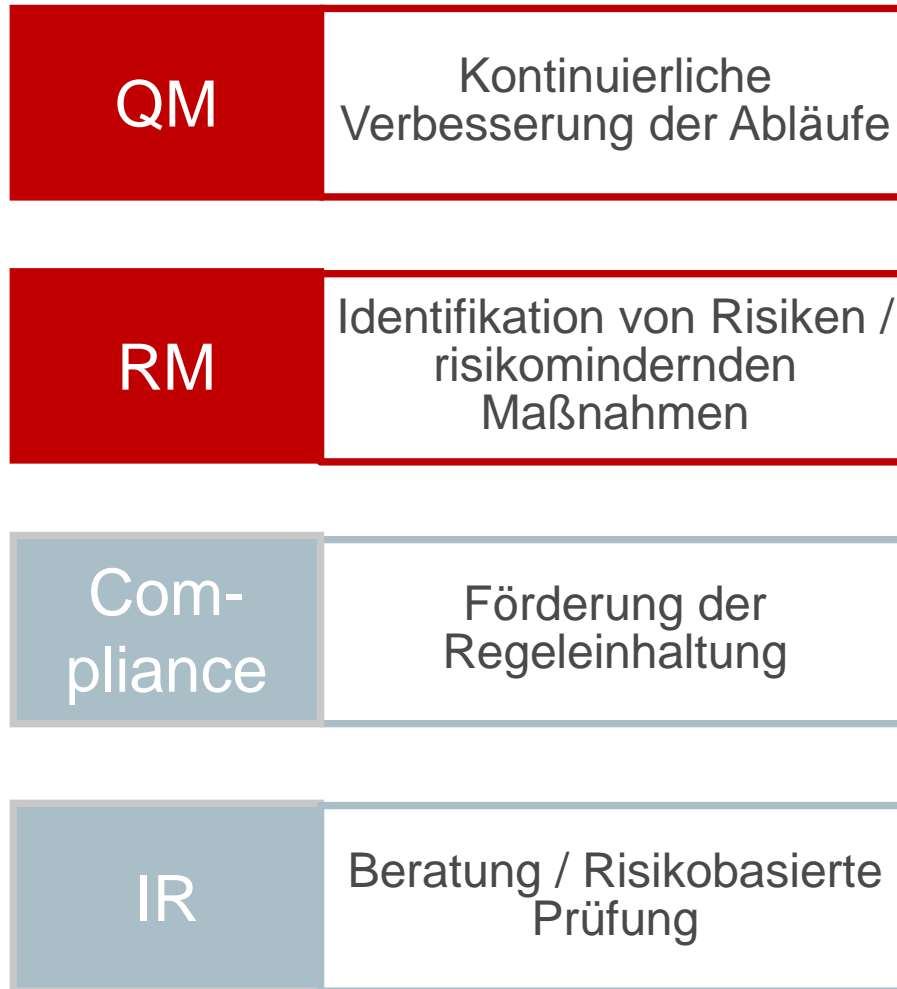 QM
Kontinuierliche
Verbesserung der Abläufe
RM
Identifikation von Risiken /
risikomindernden
Maßnahmen
Com-
pliance
Förderung der
Regeleinhaltung
IR
Beratung / Risikobasierte
Prüfung